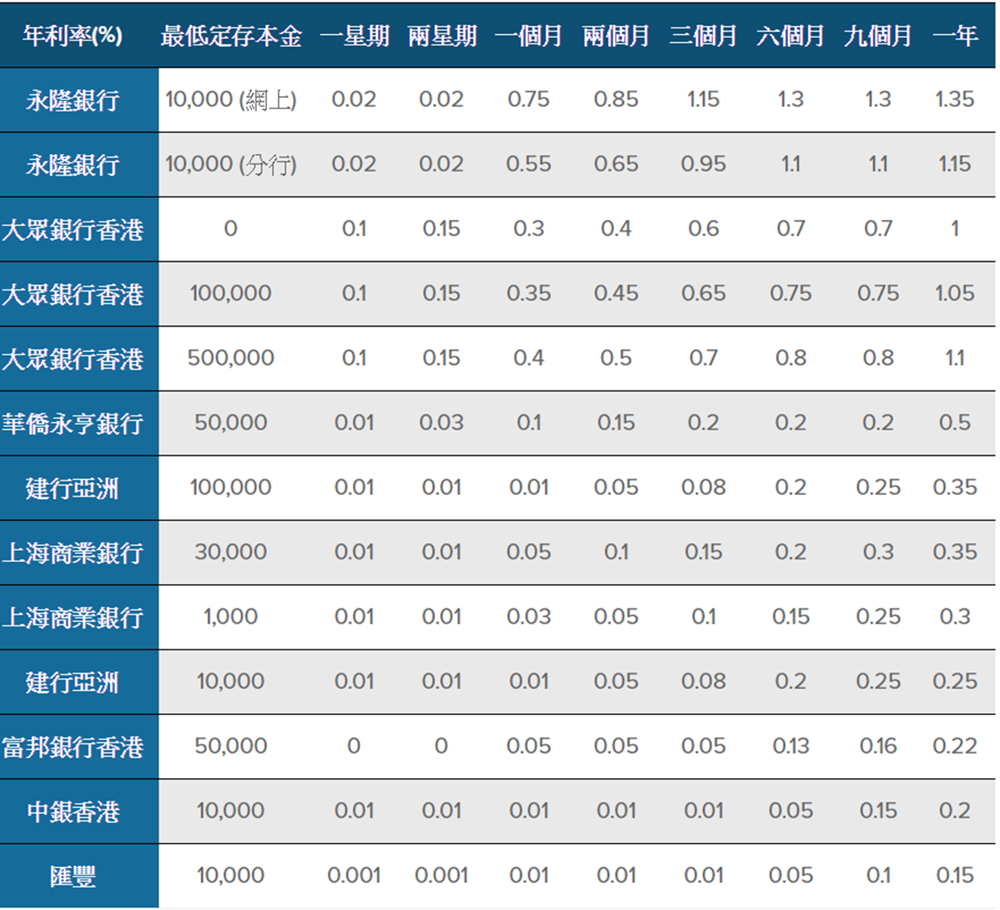 年利率(%) 最低定存本金 一星期 兩星期 一個月 兩個月 三個月 六個月 九個月 一年
永隆銀行 10,000 (網上) 0.02 0.02 0.75 0.85 1.15 1.3 1.3 1.35
永隆銀行 10,000 (分行) 0.02 0.02 0.55 0.65 0.95 1.1 1.1 1.15
大眾銀行香港 0 0.1 0.15 0.3 0.4 0.6 0.7 0.7 1
大眾銀行香港 100,000 0.1 0.15 0.35 0.45 0.65 0.75 0.75 1.05
大眾銀行香港 500,000 0.1 0.15 0.4 0.5 0.7 0.8 0.8 1.1
華僑永亨銀行 50,000 0.01 0.03 0.1 0.15 0.2 0.2 0.2 0.5
建行亞洲 100,000 0.01 0.01 0.01 0.05 0.08 0.2 0.25 0.35
上海商業銀行 30,000 0.01 0.01 0.05 0.1 0.15 0.2 0.3 0.35
上海商業銀行 1,000 0.01 0.01 0.03 0.05 0.1 0.15 0.25 0.3
建行亞洲 10,000 0.01 0.01 0.01 0.05 0.08 0.2 0.25 0.25
富邦銀行香港 50,000 0 0 0.05 0.05 0.05 0.13 0.16 0.22
中銀香港 10,000 0.01 0.01 0.01 0.01 0.01 0.05 0.15 0.2
匯豐 10,000 0.001 0.001 0.01 0.01 0.01 0.05 0.1 0.15